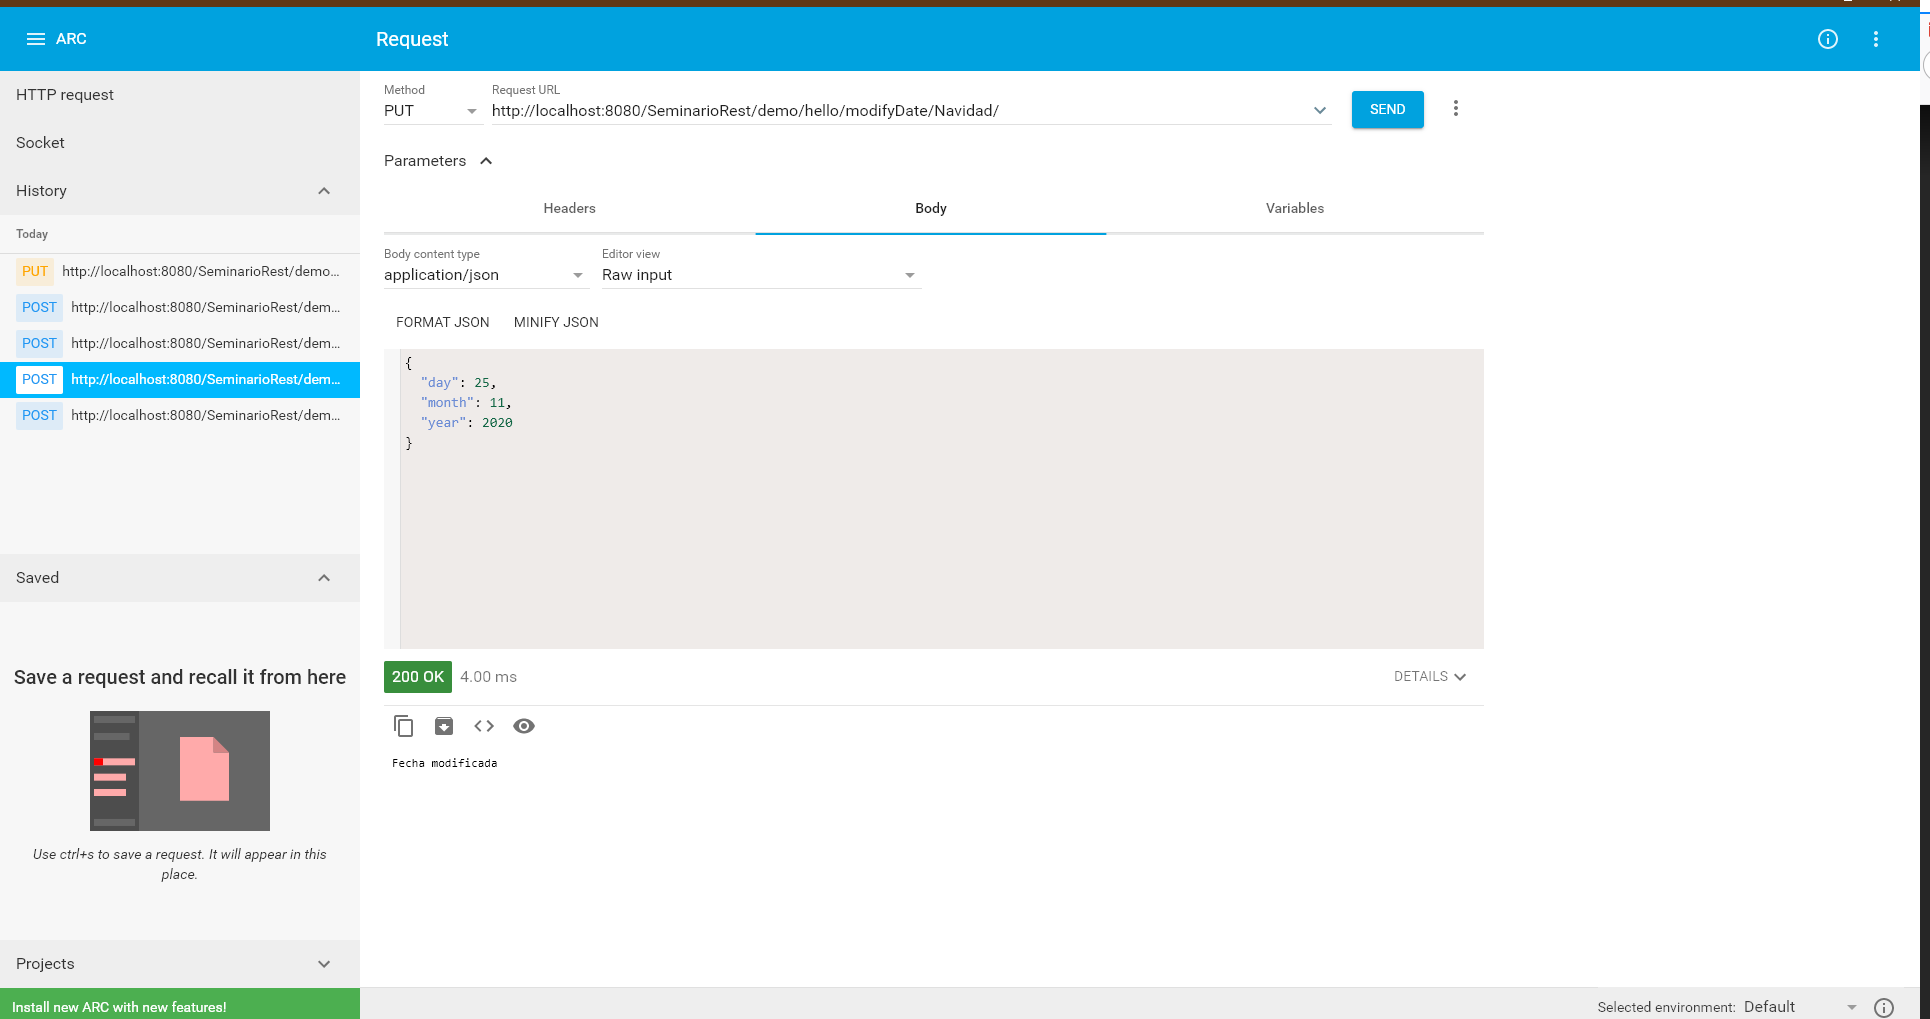 ARC
Request
HTTP request
Socket
History
Today
PUT http://localhost:8080/SeminarioRest/demo...
POST http://localhost:8080/SeminarioRest/dem...
POST http://localhost:8080/SeminarioRest/dem...
POST http://localhost:8080/SeminarioRest/dem...
POST http://localhost:8080/SeminarioRest/dem...
Saved
Save a request and recall it from here
Use ctrl+s to save a request. It will appear in this
place.
Projects
Install new ARC with new features!
Method
PUT
Request URL
http://localhost:8080/SeminarioRest/demo/hello/modifyDate/Navidad/
SEND
Parameters
Headers
Body
Variables
Body content type
application/json
Editor view
Raw input
FORMAT JSON
MINIFY JSON
{
"day": 25,
"month": 11,
"year": 2020
}
200 OK
4.00 ms
DETAILS
Fecha modificada
Selected environment: Default